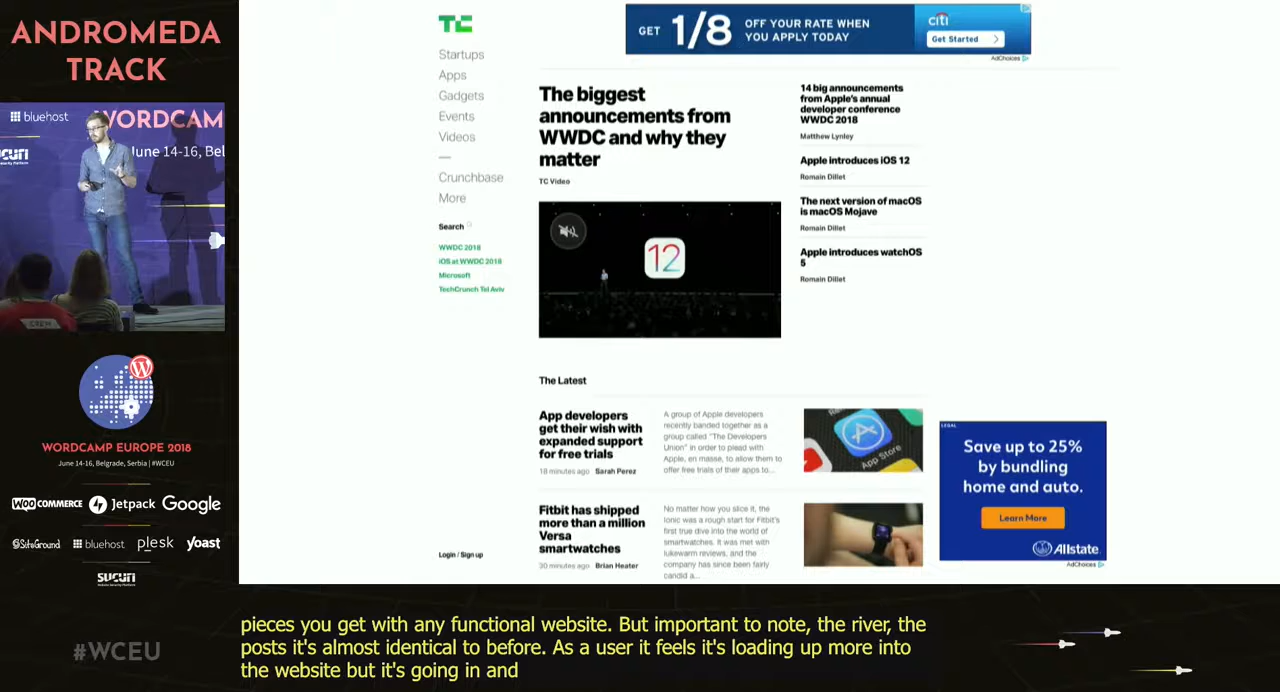 ANDROMEDA
TRACK
bluehost
WORDCAM
SUCURI
June 14-16, Bel
CREW
WORDCAMP EUROPE 2018
June 14-16, Belgrade, Serbia | #WCEU
WOO COMMERCE
Jetpack
Google
SiteGround
bluehost
plesk
yoast
SUCURI
#WCEU
TC
Startups
Apps
Gadgets
Events
Videos
—
Crunchbase
More
Search
WWDC 2018
iOS at WWDC 2018
Microsoft
TechCrunch Tel Aviv
Login / Sign up
GET 1/8 OFF YOUR RATE WHEN
YOU APPLY TODAY
citi
Get Started
AdChoices
The biggest
announcements from
WWDC and why they
matter
TC Video
12
14 big announcements
from Apple's annual
developer conference
WWDC 2018
Matthew Lynley
Apple introduces iOS 12
Romain Dillet
The next version of macOS
is macOS Mojave
Romain Dillet
Apple introduces watchOS
5
Romain Dillet
The Latest
App developers
get their wish with
expanded support
for free trials
18 minutes ago Sarah Perez
A group of Apple developers
recently banded together as a
group called "The Developers
Union" in order to plead with
Apple, en masse, to allow them to
offer free trials of their apps to...
App Store
Fitbit has shipped
more than a million
Versa
smartwatches
30 minutes ago Brian Heater
No matter how you slice it, the
Ionic was a rough start for Fitbit's
first true dive into the world of
smartwatches. It was met with
lukewarm reviews, and the
company has since been fairly
candid a...
LEGAL
Save up to 25%
by bundling
home and auto.
Learn More
Allstate
AdChoices
pieces you get with any functional website. But important to note, the river, the
posts it's almost identical to before. As a user it feels it's loading up more into
the website but it's going in and